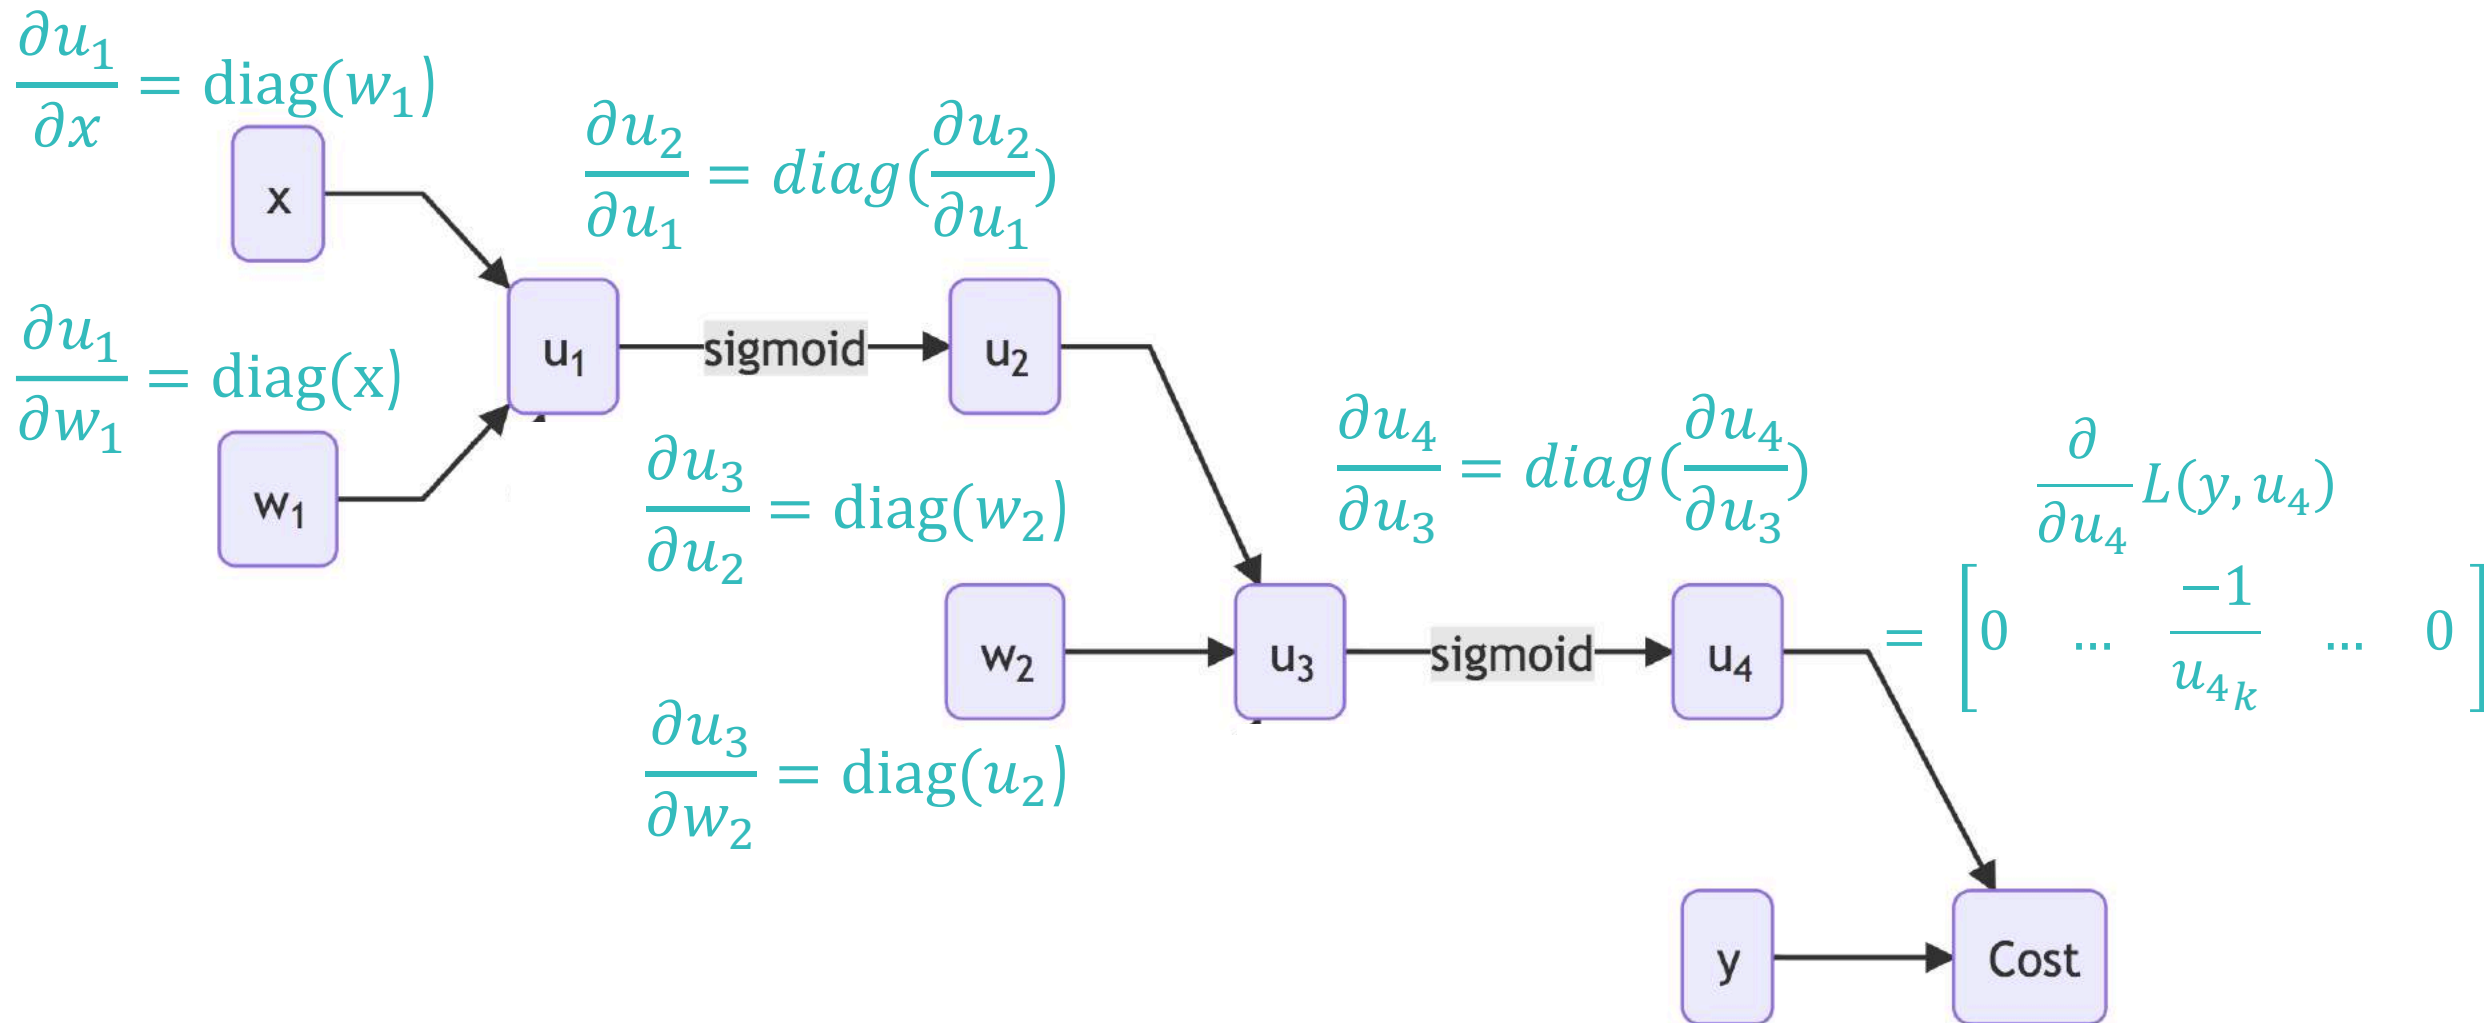 ∂u₁/∂x = diag(w₁)
x
∂u₂/∂u₁ = diag(∂u₂/∂u₁)
∂u₁/∂w₁ = diag(x)
w₁
u₁
sigmoid
u₂
∂u₃/∂u₂ = diag(w₂)
w₂
∂u₃/∂w₂ = diag(u₂)
u₃
∂u₄/∂u₃ = diag(∂u₄/∂u₃)
sigmoid
u₄
∂/∂u₄ L(y, u₄)
= [0 ... −1/u₄ₖ ... 0]
y
Cost